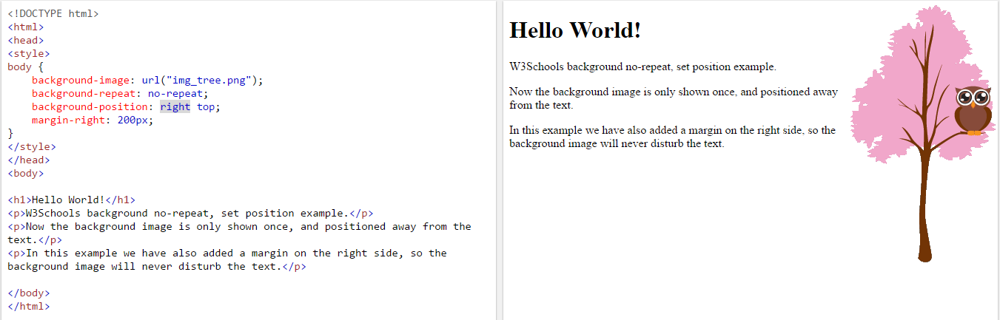 <!DOCTYPE html>
<html>
<head>
<style>
body {
    background-image: url("img_tree.png");
    background-repeat: no-repeat;
    background-position: right top;
    margin-right: 200px;
}
</style>
</head>
<body>

<h1>Hello World!</h1>
<p>W3Schools background no-repeat, set position example.</p>
<p>Now the background image is only shown once, and positioned away from the
text.</p>
<p>In this example we have also added a margin on the right side, so the
background image will never disturb the text.</p>

</body>
</html>
Hello World!
W3Schools background no-repeat, set position example.
Now the background image is only shown once, and positioned away
from the text.
In this example we have also added a margin on the right side, so the
background image will never disturb the text.